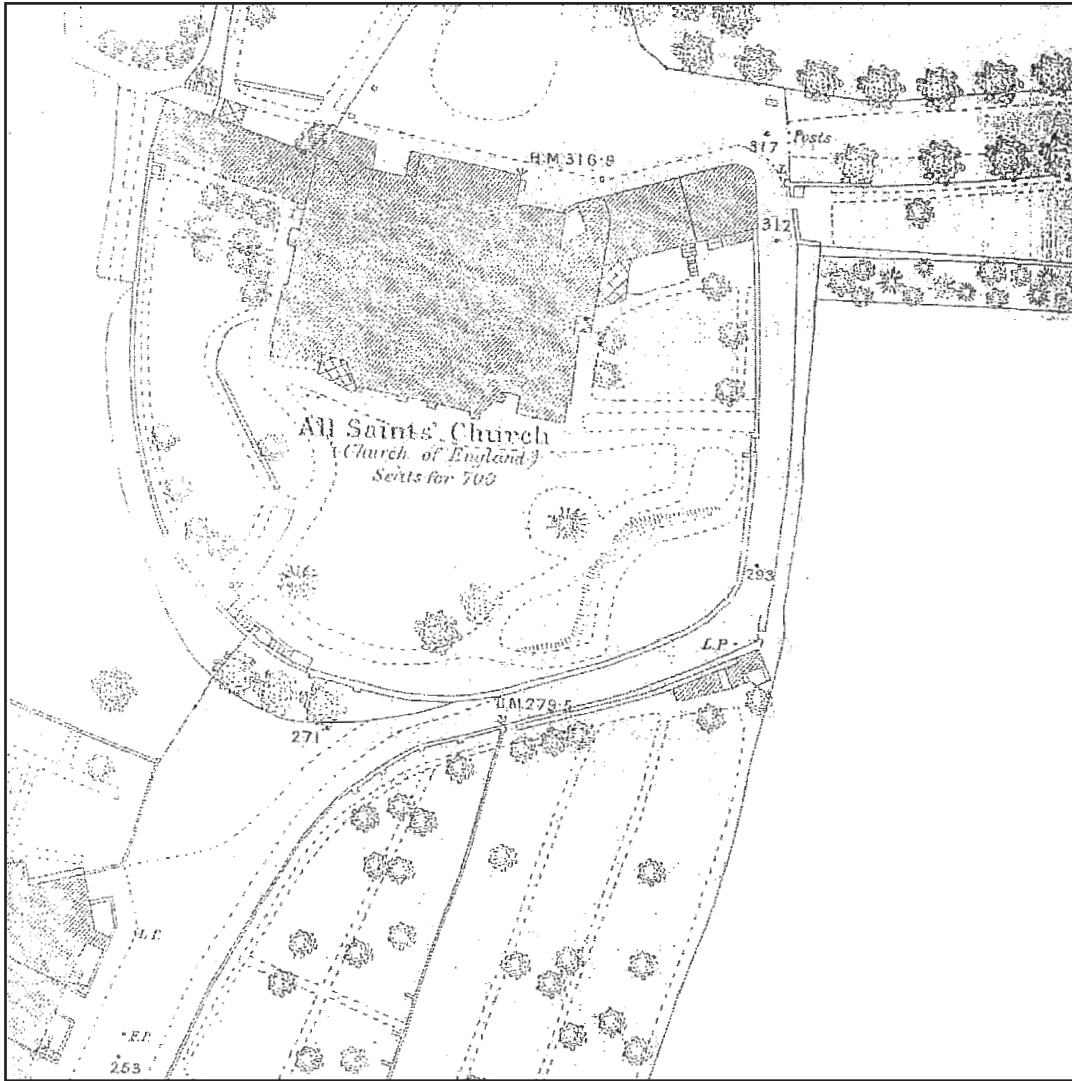 B.M.316·9
317
Posts
312
All Saints' Church
(Church of England)
Seats for 700
293
L.P.
B.M.279·5
271
L.P.
F.P.
253